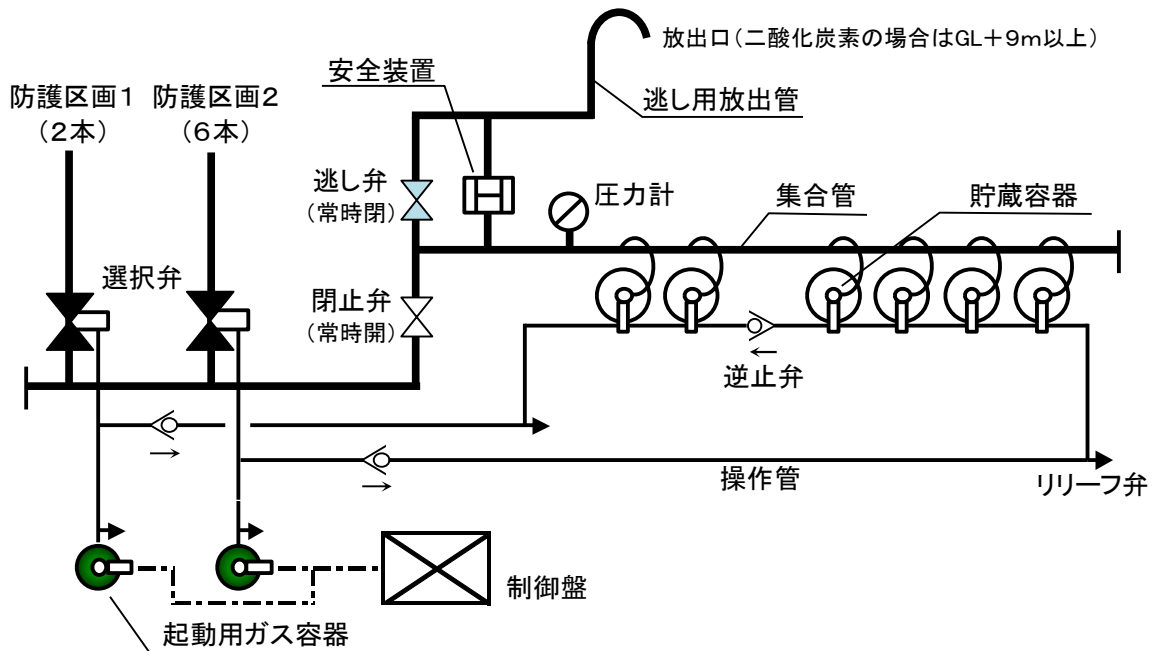 放出口(二酸化炭素の場合はGL+9m以上)
安全装置
逃し用放出管
防護区画1
(2本)
防護区画2
(6本)
逃し弁
(常時閉)
圧力計
集合管
貯蔵容器
選択弁
閉止弁
(常時開)
逆止弁
操作管
リリーフ弁
制御盤
起動用ガス容器